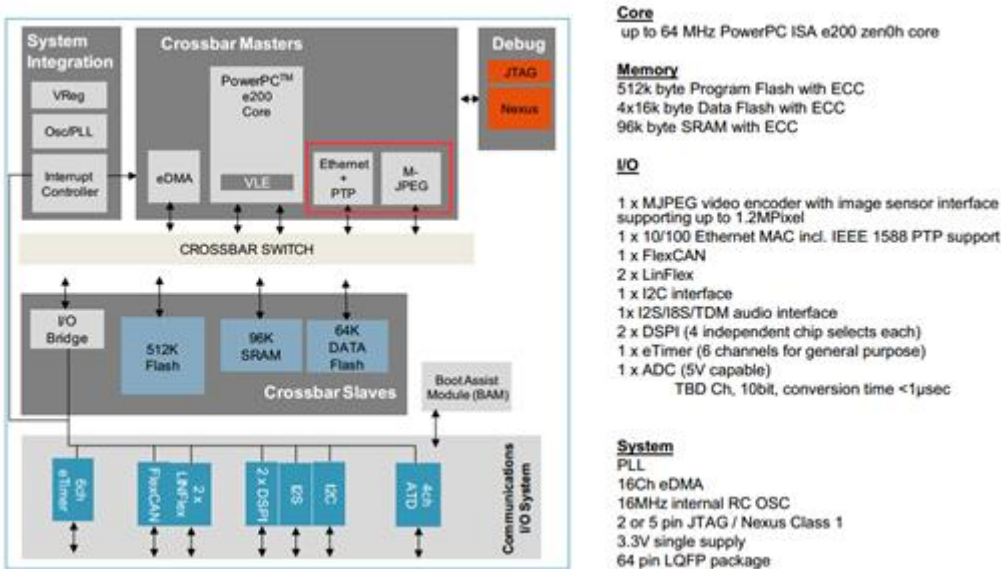 System
Integration
VReg
Osc/PLL
Interrupt
Controller
Crossbar Masters
PowerPC™
e200
Core
VLE
eDMA
Ethernet
+
PTP
M-
JPEG
Debug
JTAG
Nexus
CROSSBAR SWITCH
I/O
Bridge
512K
Flash
96K
SRAM
64K
DATA
Flash
Crossbar Slaves
Boot Assist
Module (BAM)
6ch
eTimer
FlexCAN
2 x
LINFlex
2 x DSPI
I2S
I2C
4ch
ATD
Communications
I/O System
Core
up to 64 MHz PowerPC ISA e200 zen0h core
Memory
512k byte Program Flash with ECC
4x16k byte Data Flash with ECC
96k byte SRAM with ECC
I/O
1 x MJPEG video encoder with image sensor interface
supporting up to 1.2MPixel
1 x 10/100 Ethernet MAC incl. IEEE 1588 PTP support
1 x FlexCAN
2 x LinFlex
1 x I2C interface
1x I2S/I8S/TDM audio interface
2 x DSPI (4 independent chip selects each)
1 x eTimer (6 channels for general purpose)
1 x ADC (5V capable)
TBD Ch, 10bit, conversion time <1µsec
System
PLL
16Ch eDMA
16MHz internal RC OSC
2 or 5 pin JTAG / Nexus Class 1
3.3V single supply
64 pin LQFP package